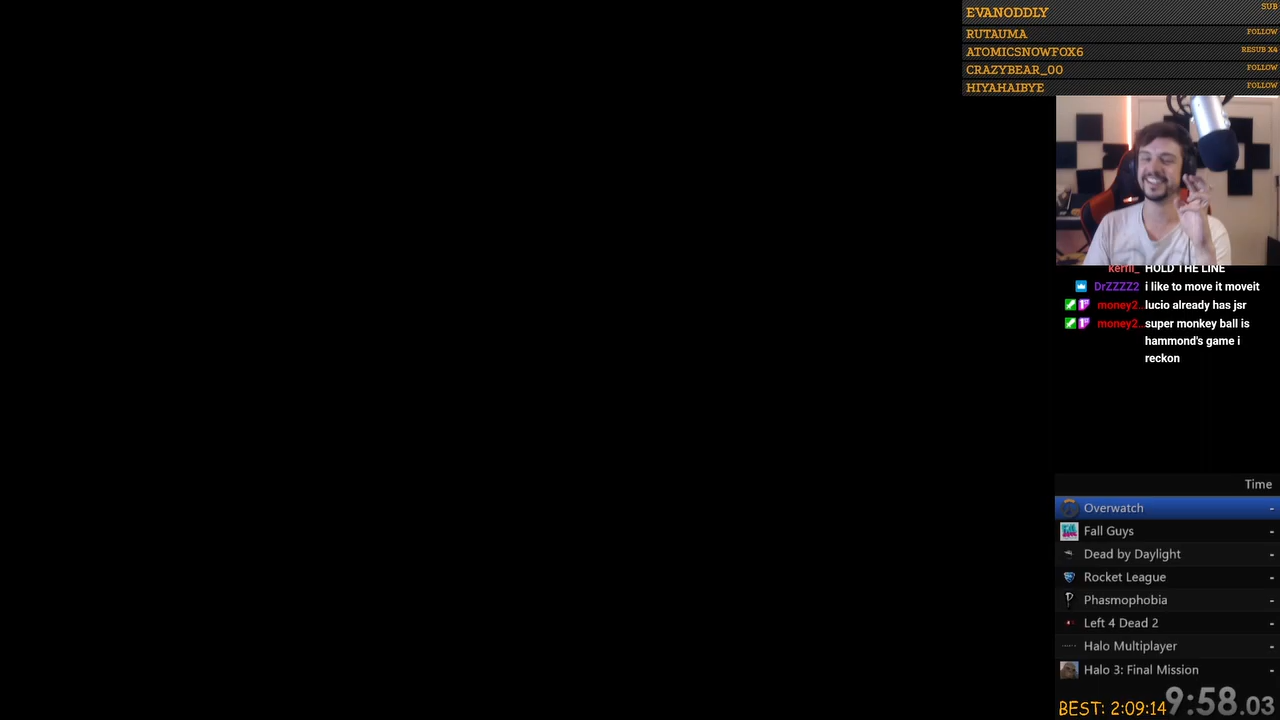 EVANODDLY SUB
RUTAUMA FOLLOW
ATOMICSNOWFOX6 RESUB X4
CRAZYBEAR_00 FOLLOW
HIYAHAIBYE FOLLOW
kerfil_ HOLD THE LINE
DrZZZZ2 i like to move it moveit
money2.. lucio already has jsr
money2.. super monkey ball is
hammond's game i
reckon
Time
Overwatch -
Fall Guys -
Dead by Daylight -
Rocket League -
Phasmophobia -
Left 4 Dead 2 -
Halo Multiplayer -
Halo 3: Final Mission -
BEST: 2:09:14 9:58.03